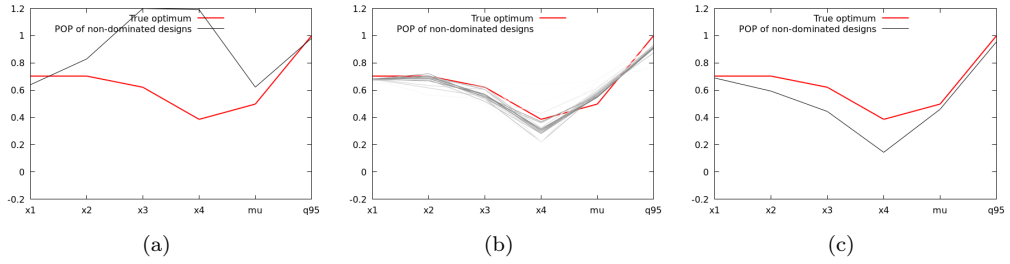 1.2
1
0.8
0.6
0.4
0.2
0
-0.2
x1 x2 x3 x4 mu q95
True optimum
POP of non-dominated designs
(a)
1.2
1
0.8
0.6
0.4
0.2
0
-0.2
x1 x2 x3 x4 mu q95
True optimum
POP of non-dominated designs
(b)
1.2
1
0.8
0.6
0.4
0.2
0
-0.2
x1 x2 x3 x4 mu q95
True optimum
POP of non-dominated designs
(c)